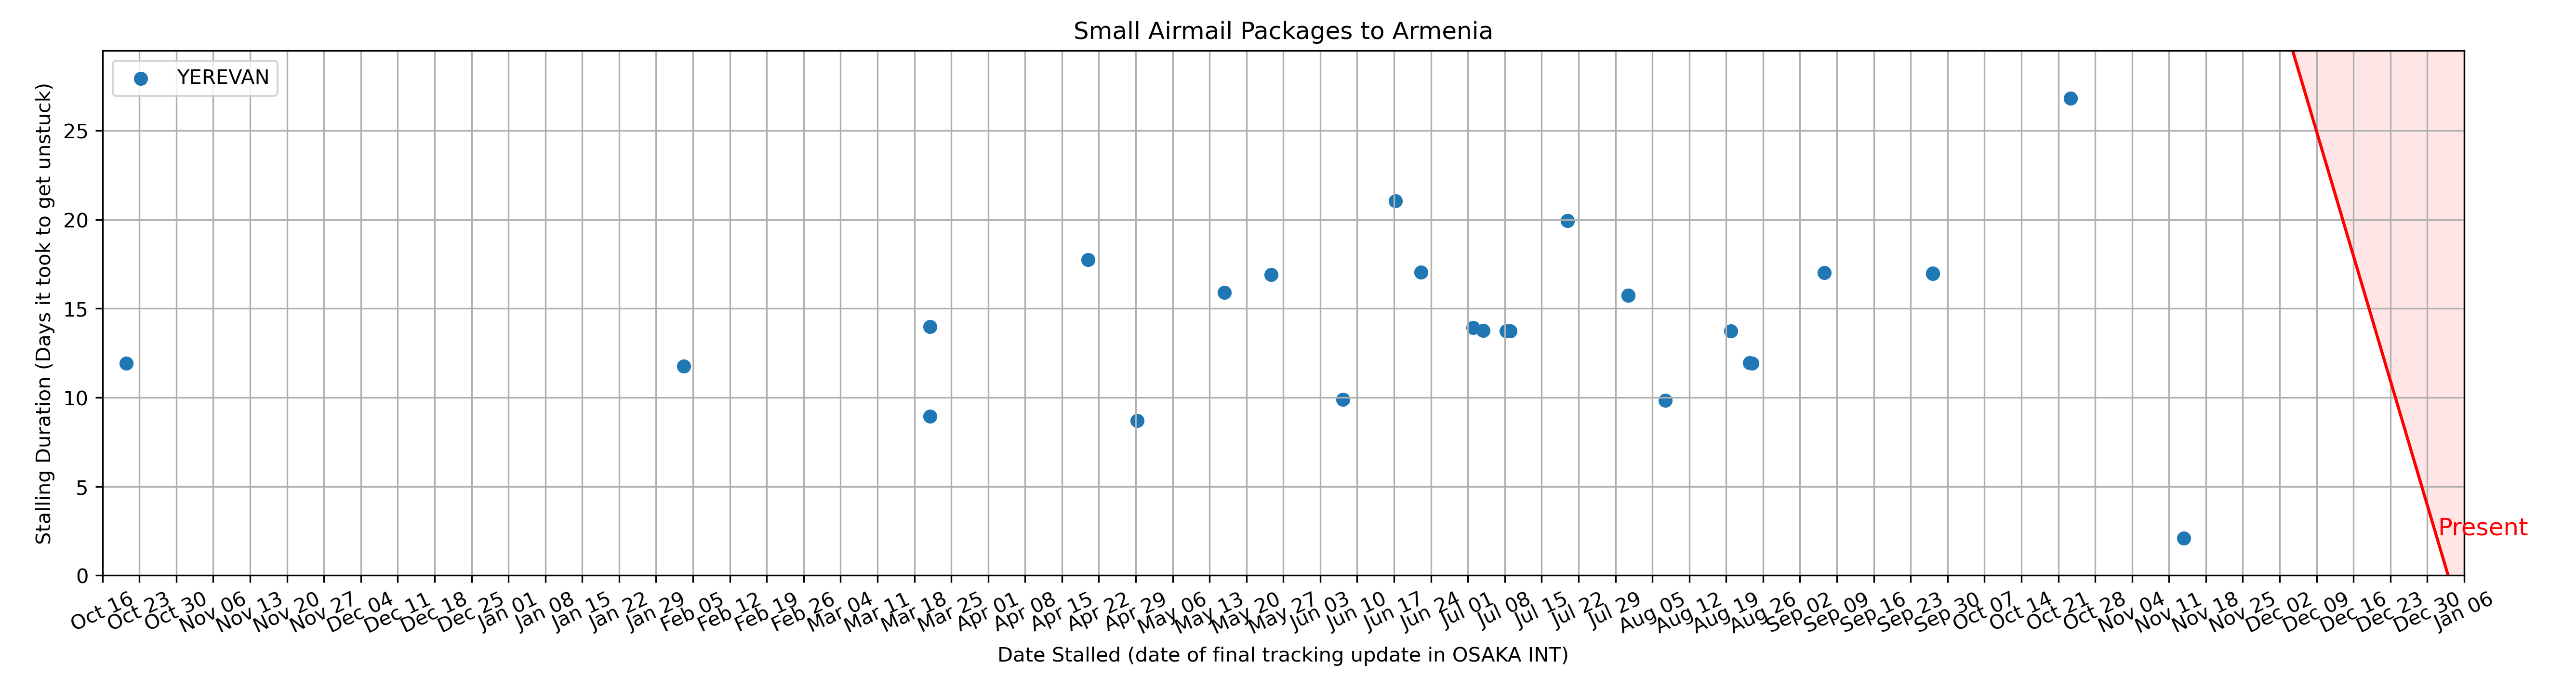 Small Airmail Packages to Armenia
YEREVAN
Stalling Duration (Days it took to get unstuck)
25
20
15
10
5
0
Present
Oct 16 Oct 23 Oct 30 Nov 06 Nov 13 Nov 20 Nov 27 Dec 04 Dec 11 Dec 18 Dec 25 Jan 01 Jan 08 Jan 15 Jan 22 Jan 29 Feb 05 Feb 12 Feb 19 Feb 26 Mar 04 Mar 11 Mar 18 Mar 25 Apr 01 Apr 08 Apr 15 Apr 22 Apr 29 May 06 May 13 May 20 May 27 Jun 03 Jun 10 Jun 17 Jun 24 Jul 01 Jul 08 Jul 15 Jul 22 Jul 29 Aug 05 Aug 12 Aug 19 Aug 26 Sep 02 Sep 09 Sep 16 Sep 23 Sep 30 Oct 07 Oct 14 Oct 21 Oct 28 Nov 04 Nov 11 Nov 18 Nov 25 Dec 02 Dec 09 Dec 16 Dec 23 Dec 30 Jan 06
Date Stalled (date of final tracking update in OSAKA INT)